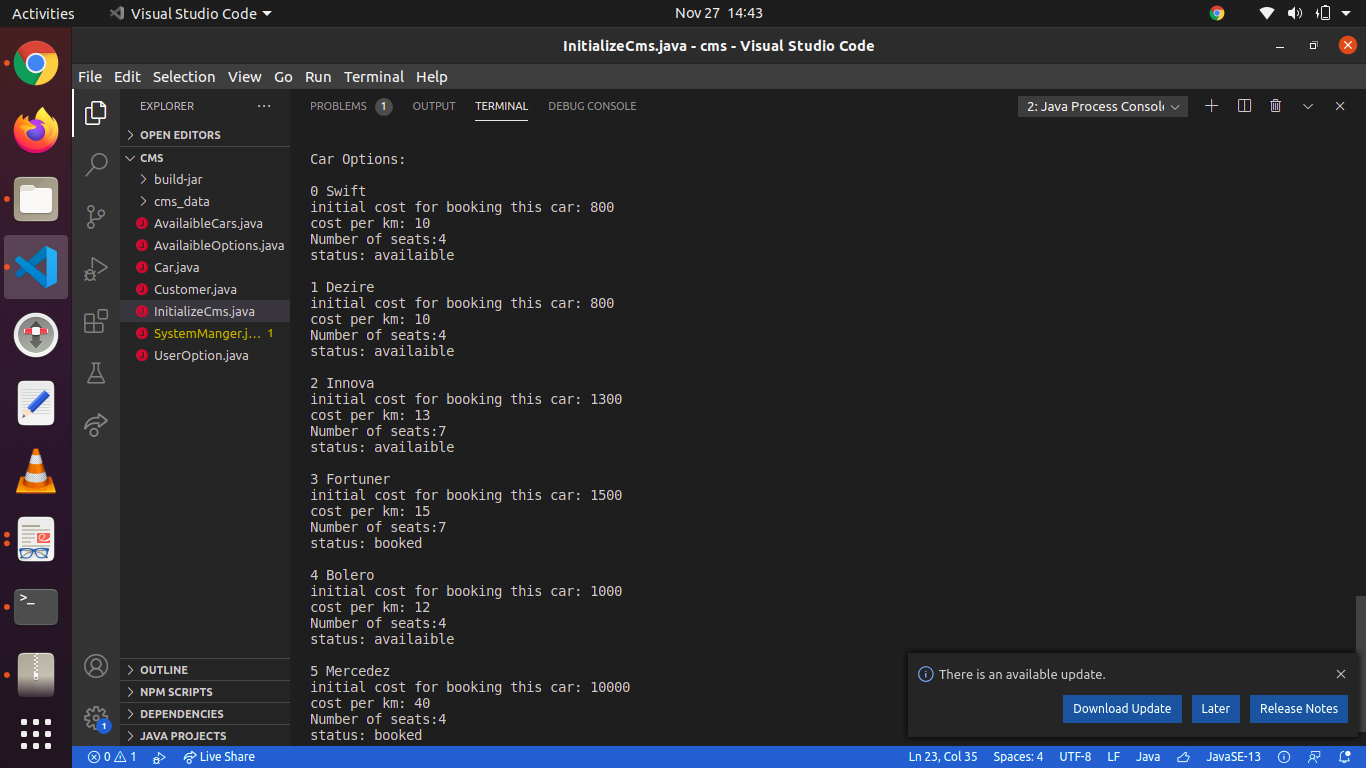 Activities
Visual Studio Code
Nov 27 14:43
InitializeCms.java - cms - Visual Studio Code
File Edit Selection View Go Run Terminal Help
EXPLORER
OPEN EDITORS
CMS
build-jar
cms_data
AvailaibleCars.java
AvailaibleOptions.java
Car.java
Customer.java
InitializeCms.java
SystemManger.j... 1
UserOption.java
OUTLINE
NPM SCRIPTS
DEPENDENCIES
JAVA PROJECTS
PROBLEMS 1 OUTPUT TERMINAL DEBUG CONSOLE
2: Java Process Console
Car Options:
0 Swift
initial cost for booking this car: 800
cost per km: 10
Number of seats:4
status: availaible
1 Dezire
initial cost for booking this car: 800
cost per km: 10
Number of seats:4
status: availaible
2 Innova
initial cost for booking this car: 1300
cost per km: 13
Number of seats:7
status: availaible
3 Fortuner
initial cost for booking this car: 1500
cost per km: 15
Number of seats:7
status: booked
4 Bolero
initial cost for booking this car: 1000
cost per km: 12
Number of seats:4
status: availaible
5 Mercedez
initial cost for booking this car: 10000
cost per km: 40
Number of seats:4
status: booked
There is an available update.
Download Update Later Release Notes
1
0 1 Live Share
Ln 23, Col 35 Spaces: 4 UTF-8 LF Java JavaSE-13